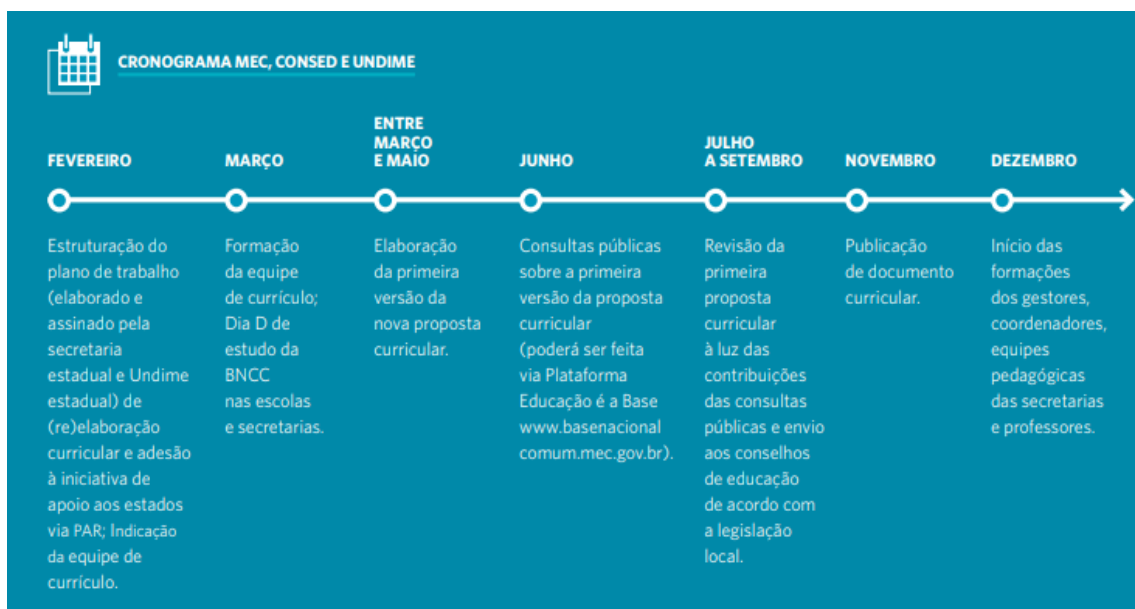 CRONOGRAMA MEC, CONSED E UNDIME
FEVEREIRO
Estruturação do
plano de trabalho
(elaborado e
assinado pela
secretaria
estadual e Undime
estadual) de
(re)elaboração
curricular e adesão
à iniciativa de
apoio aos estados
via PAR; Indicação
da equipe de
currículo.
MARÇO
Formação
da equipe
de currículo;
Dia D de
estudo da
BNCC
nas escolas
e secretarias.
ENTRE
MARÇO
E MAIO
Elaboração
da primeira
versão da
nova proposta
curricular.
JUNHO
Consultas públicas
sobre a primeira
versão da proposta
curricular
(poderá ser feita
via Plataforma
Educação é a Base
www.basenacional
comum.mec.gov.br).
JULHO
A SETEMBRO
Revisão da
primeira
proposta
curricular
à luz das
contribuições
das consultas
públicas e envio
aos conselhos
de educação
de acordo com
a legislação
local.
NOVEMBRO
Publicação
de documento
curricular.
DEZEMBRO
Início das
formações
dos gestores,
coordenadores,
equipes
pedagógicas
das secretarias
e professores.